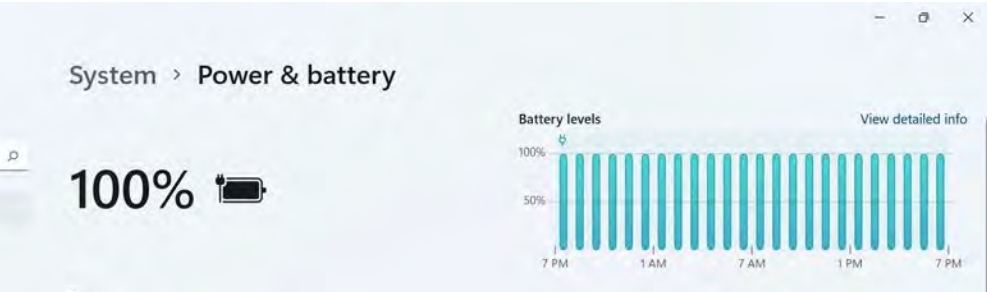 System > Power & battery
100%
Battery levels
View detailed info
100%
50%
7 PM
1 AM
7 AM
1 PM
7 PM